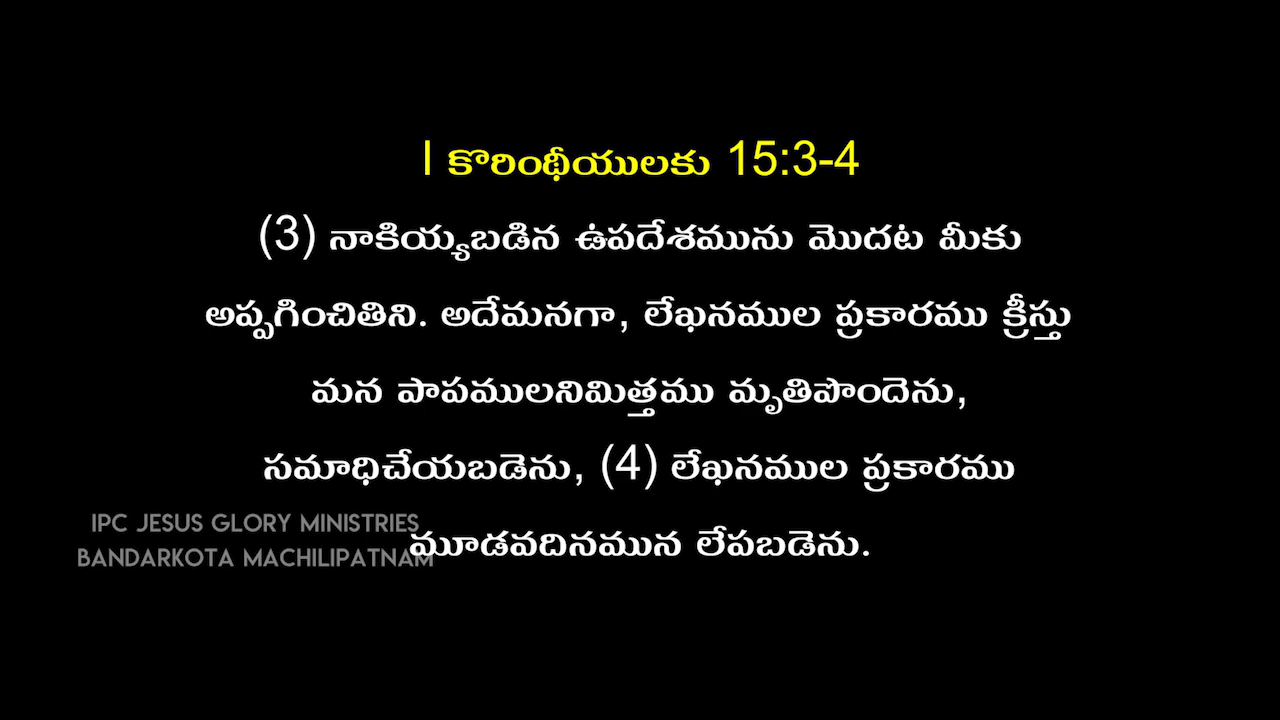 I కొరింథీయులకు 15:3-4
(3) నాకియ్యబడిన ఉపదేశమును మొదట మీకు
అప్పగించితిని. అదేమనగా, లేఖనముల ప్రకారము క్రీస్తు
మన పాపములనిమిత్తము మృతిపొందెను,
సమాధిచేయబడెను, (4) లేఖనముల ప్రకారము
మూడవదినమున లేపబడెను.
IPC JESUS GLORY MINISTRIES
BANDARKOTA MACHILIPATNAM